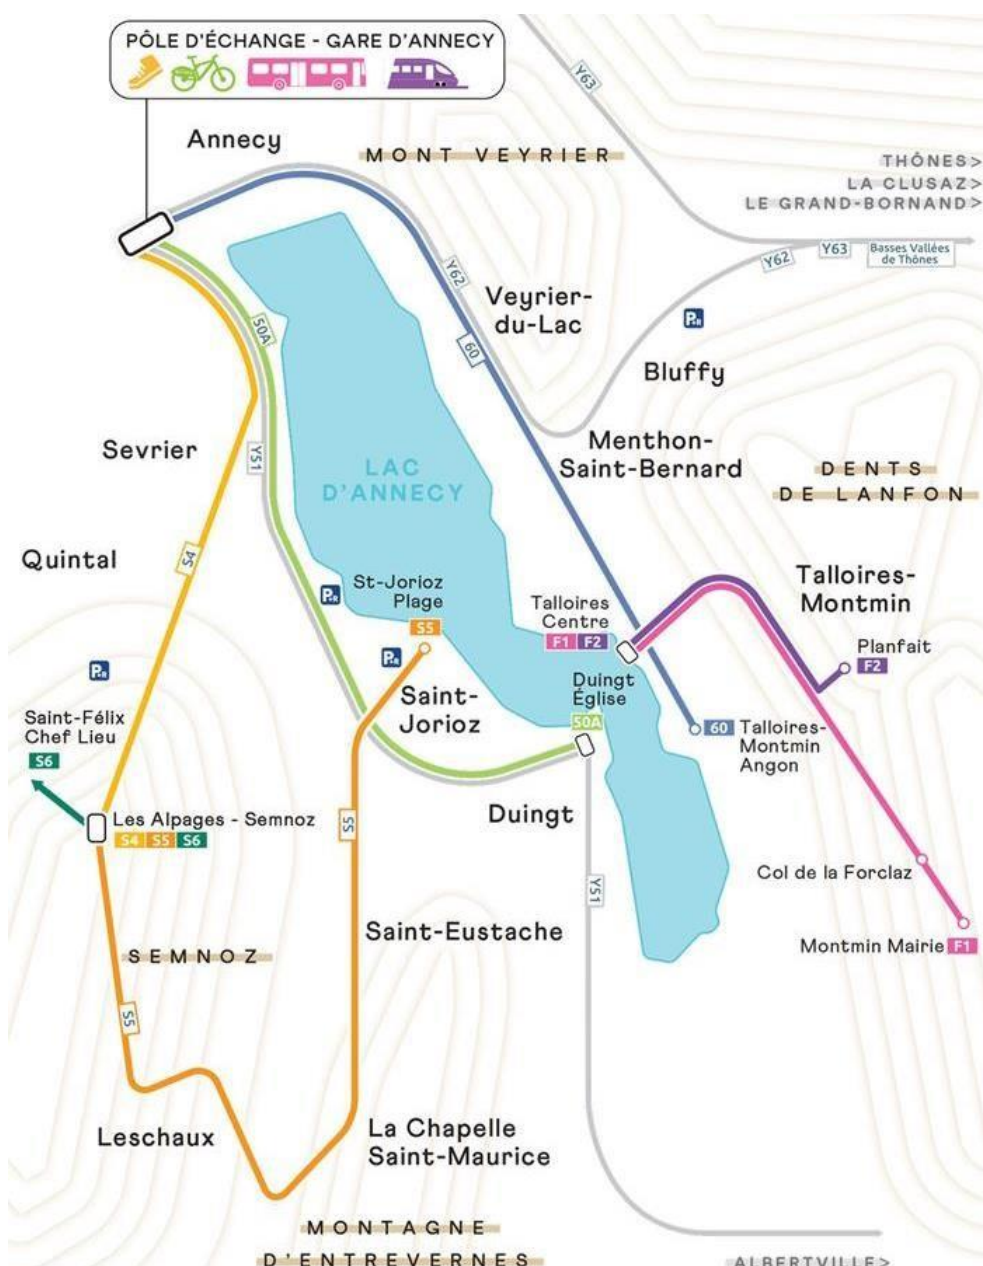 PÔLE D'ÉCHANGE - GARE D'ANNECY
Annecy
MONT VEYRIER
Y63
THÔNES>
LA CLUSAZ>
LE GRAND-BORNAND>
Y62
Y63
Basses Vallées
de Thônes
Y62
Veyrier-
du-Lac
P+R
50A
60
Bluffy
Sevrier
Y51
Menthon-
Saint-Bernard
LAC
D'ANNECY
DENTS
DE LANFON
Quintal
S4
St-Jorioz
Plage
S5
P+R
Talloires
Centre
F1 F2
Talloires-
Montmin
Planfait
F2
P+R
P+R
Saint-
Jorioz
Duingt
Église
50A
60
Talloires-
Montmin
Angon
Saint-Félix
Chef Lieu
S6
Les Alpages - Semnoz
S4 S5 S6
S5
Duingt
Col de la Forclaz
Y51
Saint-Eustache
Montmin Mairie F1
SEMNOZ
S5
Leschaux
La Chapelle
Saint-Maurice
MONTAGNE
D'ENTREVERNES
ALBERTVILLE>